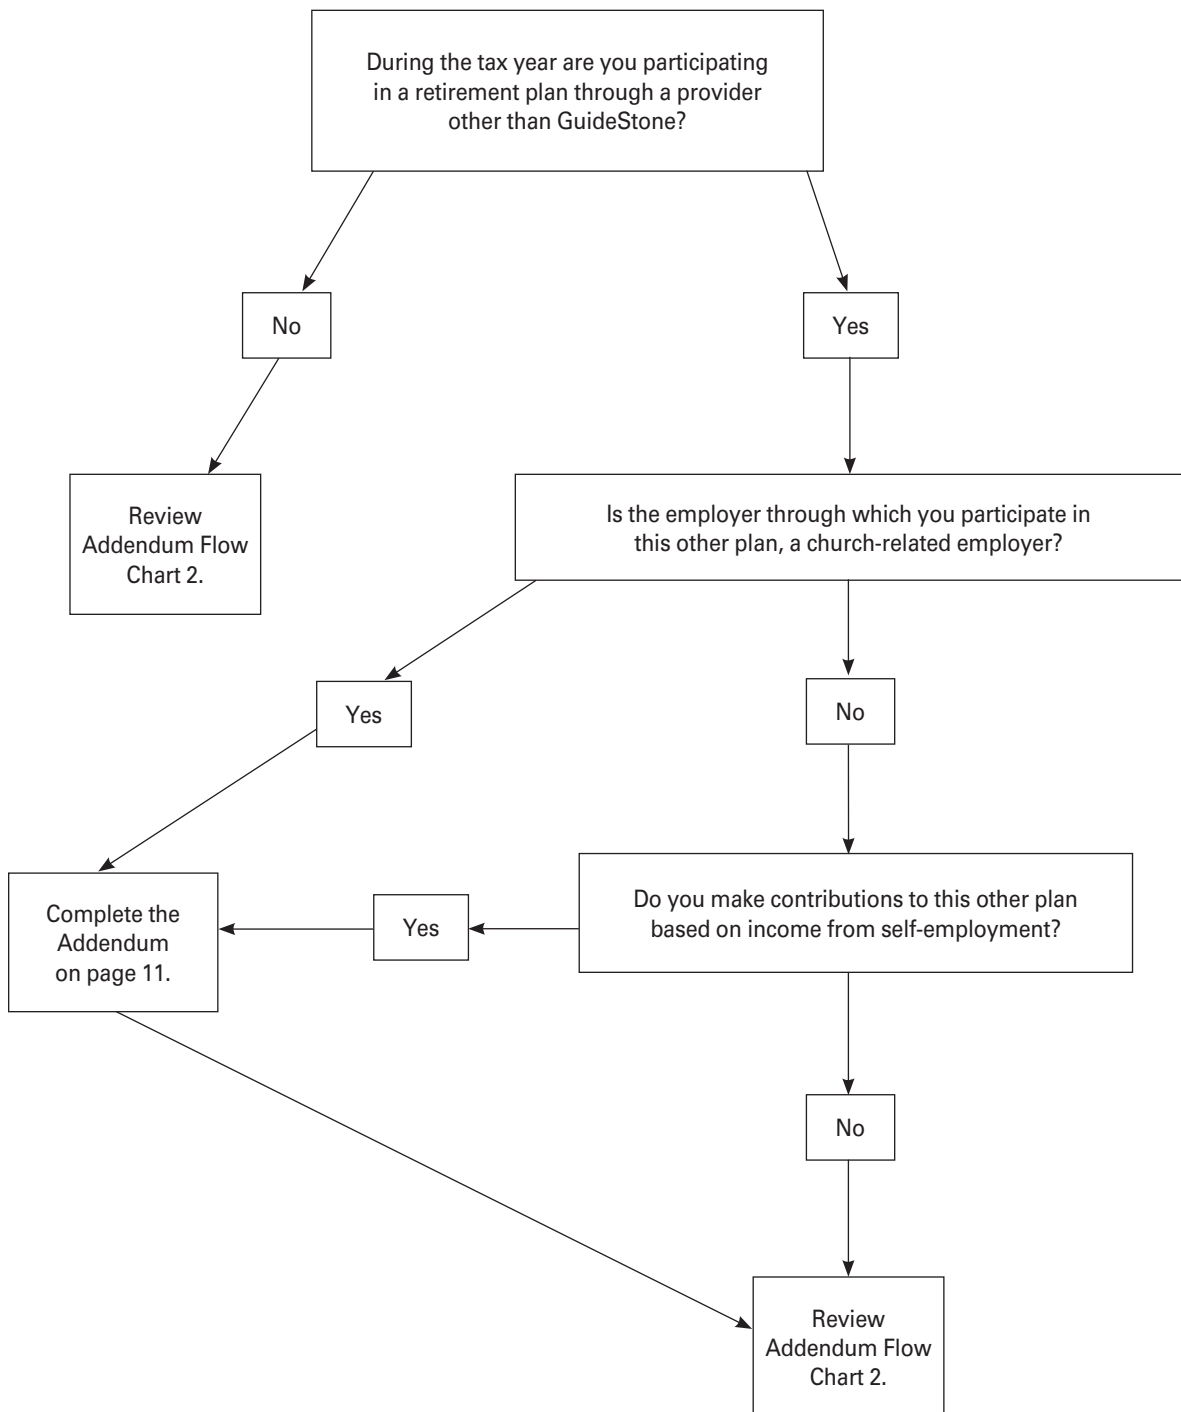 During the tax year are you participating
in a retirement plan through a provider
other than GuideStone?
No
Yes
Review
Addendum Flow
Chart 2.
Is the employer through which you participate in
this other plan, a church-related employer?
Yes
No
Complete the
Addendum
on page 11.
Yes
Do you make contributions to this other plan
based on income from self-employment?
No
Review
Addendum Flow
Chart 2.